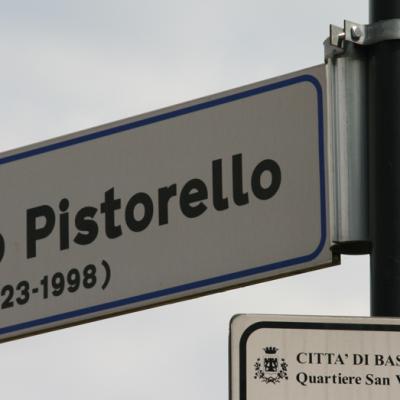 Pistorello
23-1998)
CITTA' DI BAS
Quartiere San V